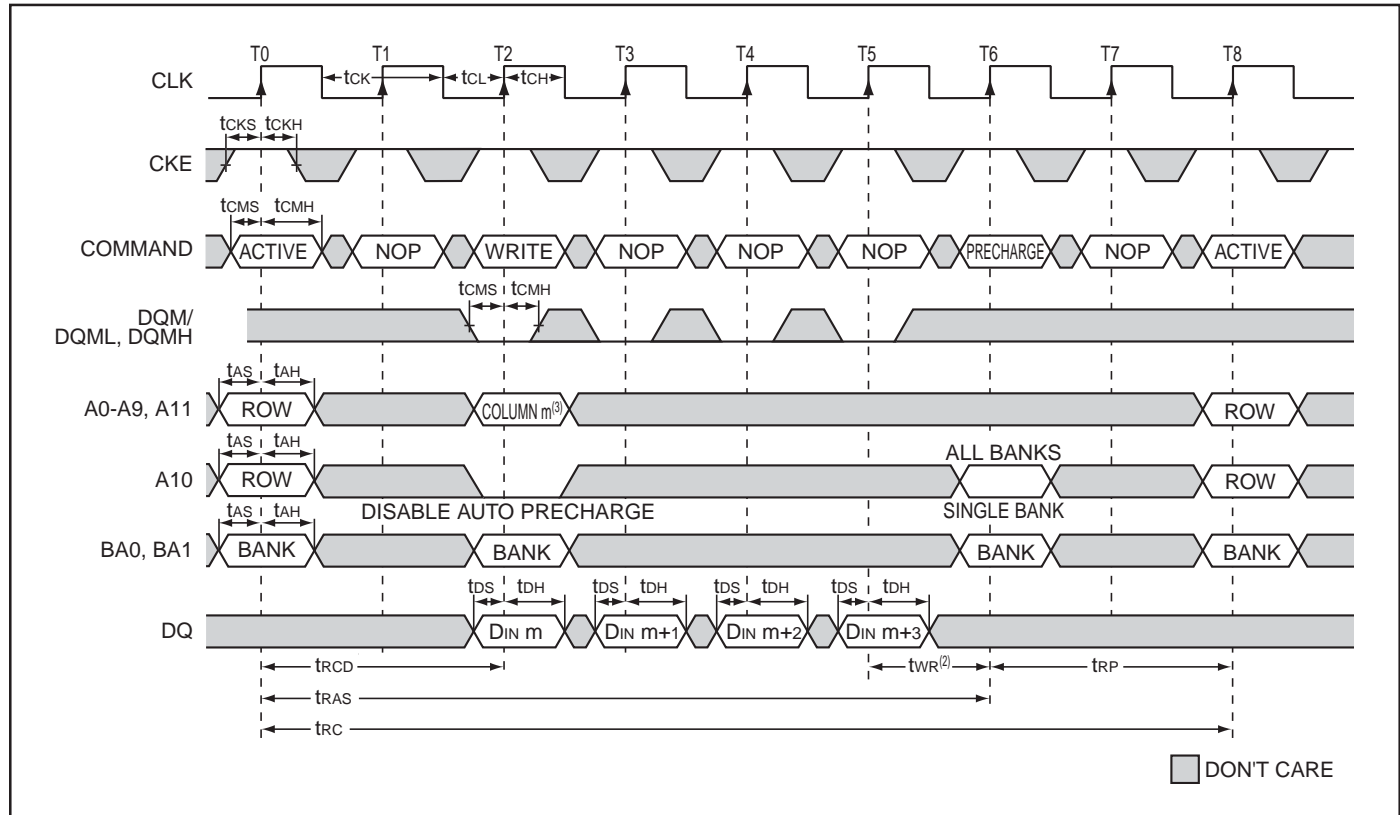 T0 T1 T2 T3 T4 T5 T6 T7 T8
CLK
tCK tCL tCH
tCKS tCKH
CKE
tCMS tCMH
COMMAND ACTIVE NOP WRITE NOP NOP NOP PRECHARGE NOP ACTIVE
tCMS tCMH
DQM/
DQML, DQMH
tAS tAH
A0-A9, A11 ROW COLUMN m(3) ROW
tAS tAH
ALL BANKS
A10 ROW ROW
DISABLE AUTO PRECHARGE SINGLE BANK
tAS tAH
BA0, BA1 BANK BANK BANK BANK
tDS tDH tDS tDH tDS tDH tDS tDH
DQ DIN m DIN m+1 DIN m+2 DIN m+3
tRCD tWR(2) tRP
tRAS
tRC
DON'T CARE